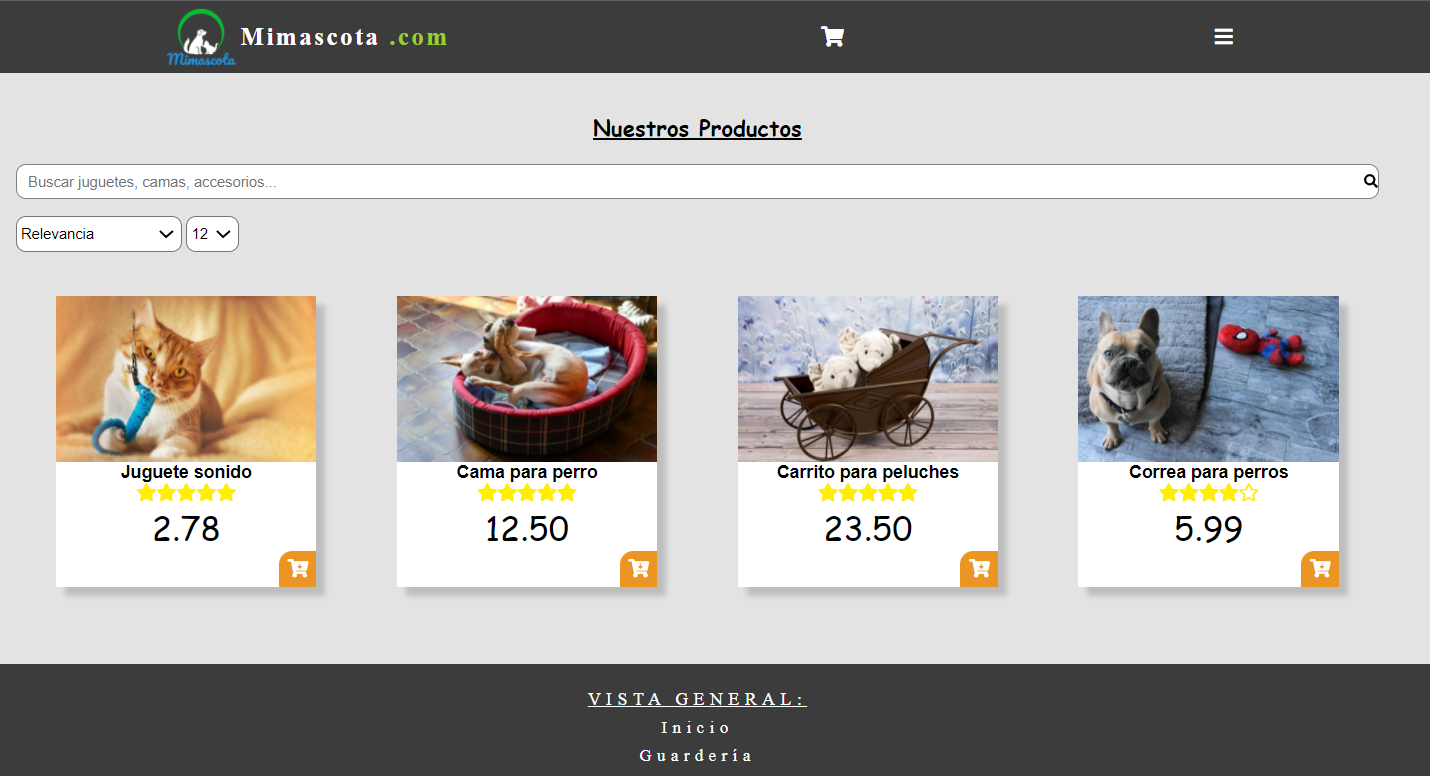 Mimascota
Mimascota .com
Nuestros Productos
Buscar juguetes, camas, accesorios...
Relevancia 12
Juguete sonido
2.78
Cama para perro
12.50
Carrito para peluches
23.50
Correa para perros
5.99
VISTA GENERAL:
Inicio
Guardería